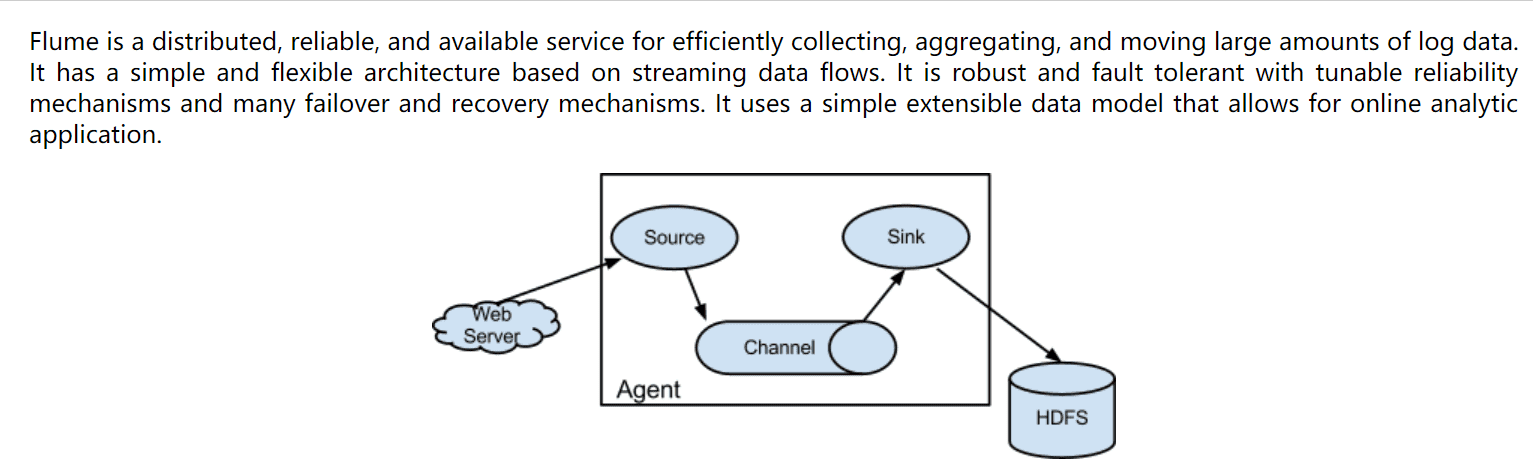 Flume is a distributed, reliable, and available service for efficiently collecting, aggregating, and moving large amounts of log data.
It has a simple and flexible architecture based on streaming data flows. It is robust and fault tolerant with tunable reliability
mechanisms and many failover and recovery mechanisms. It uses a simple extensible data model that allows for online analytic
application.
Source
Sink
Web
Server
Channel
Agent
HDFS